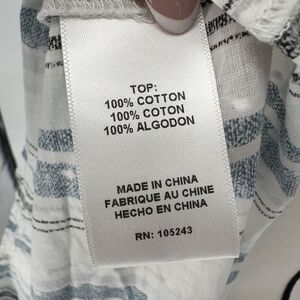 TOP:
100% COTTON
100% COTON
100% ALGODON
MADE IN CHINA
FABRIQUE AU CHINE
HECHO EN CHINA
RN: 105243